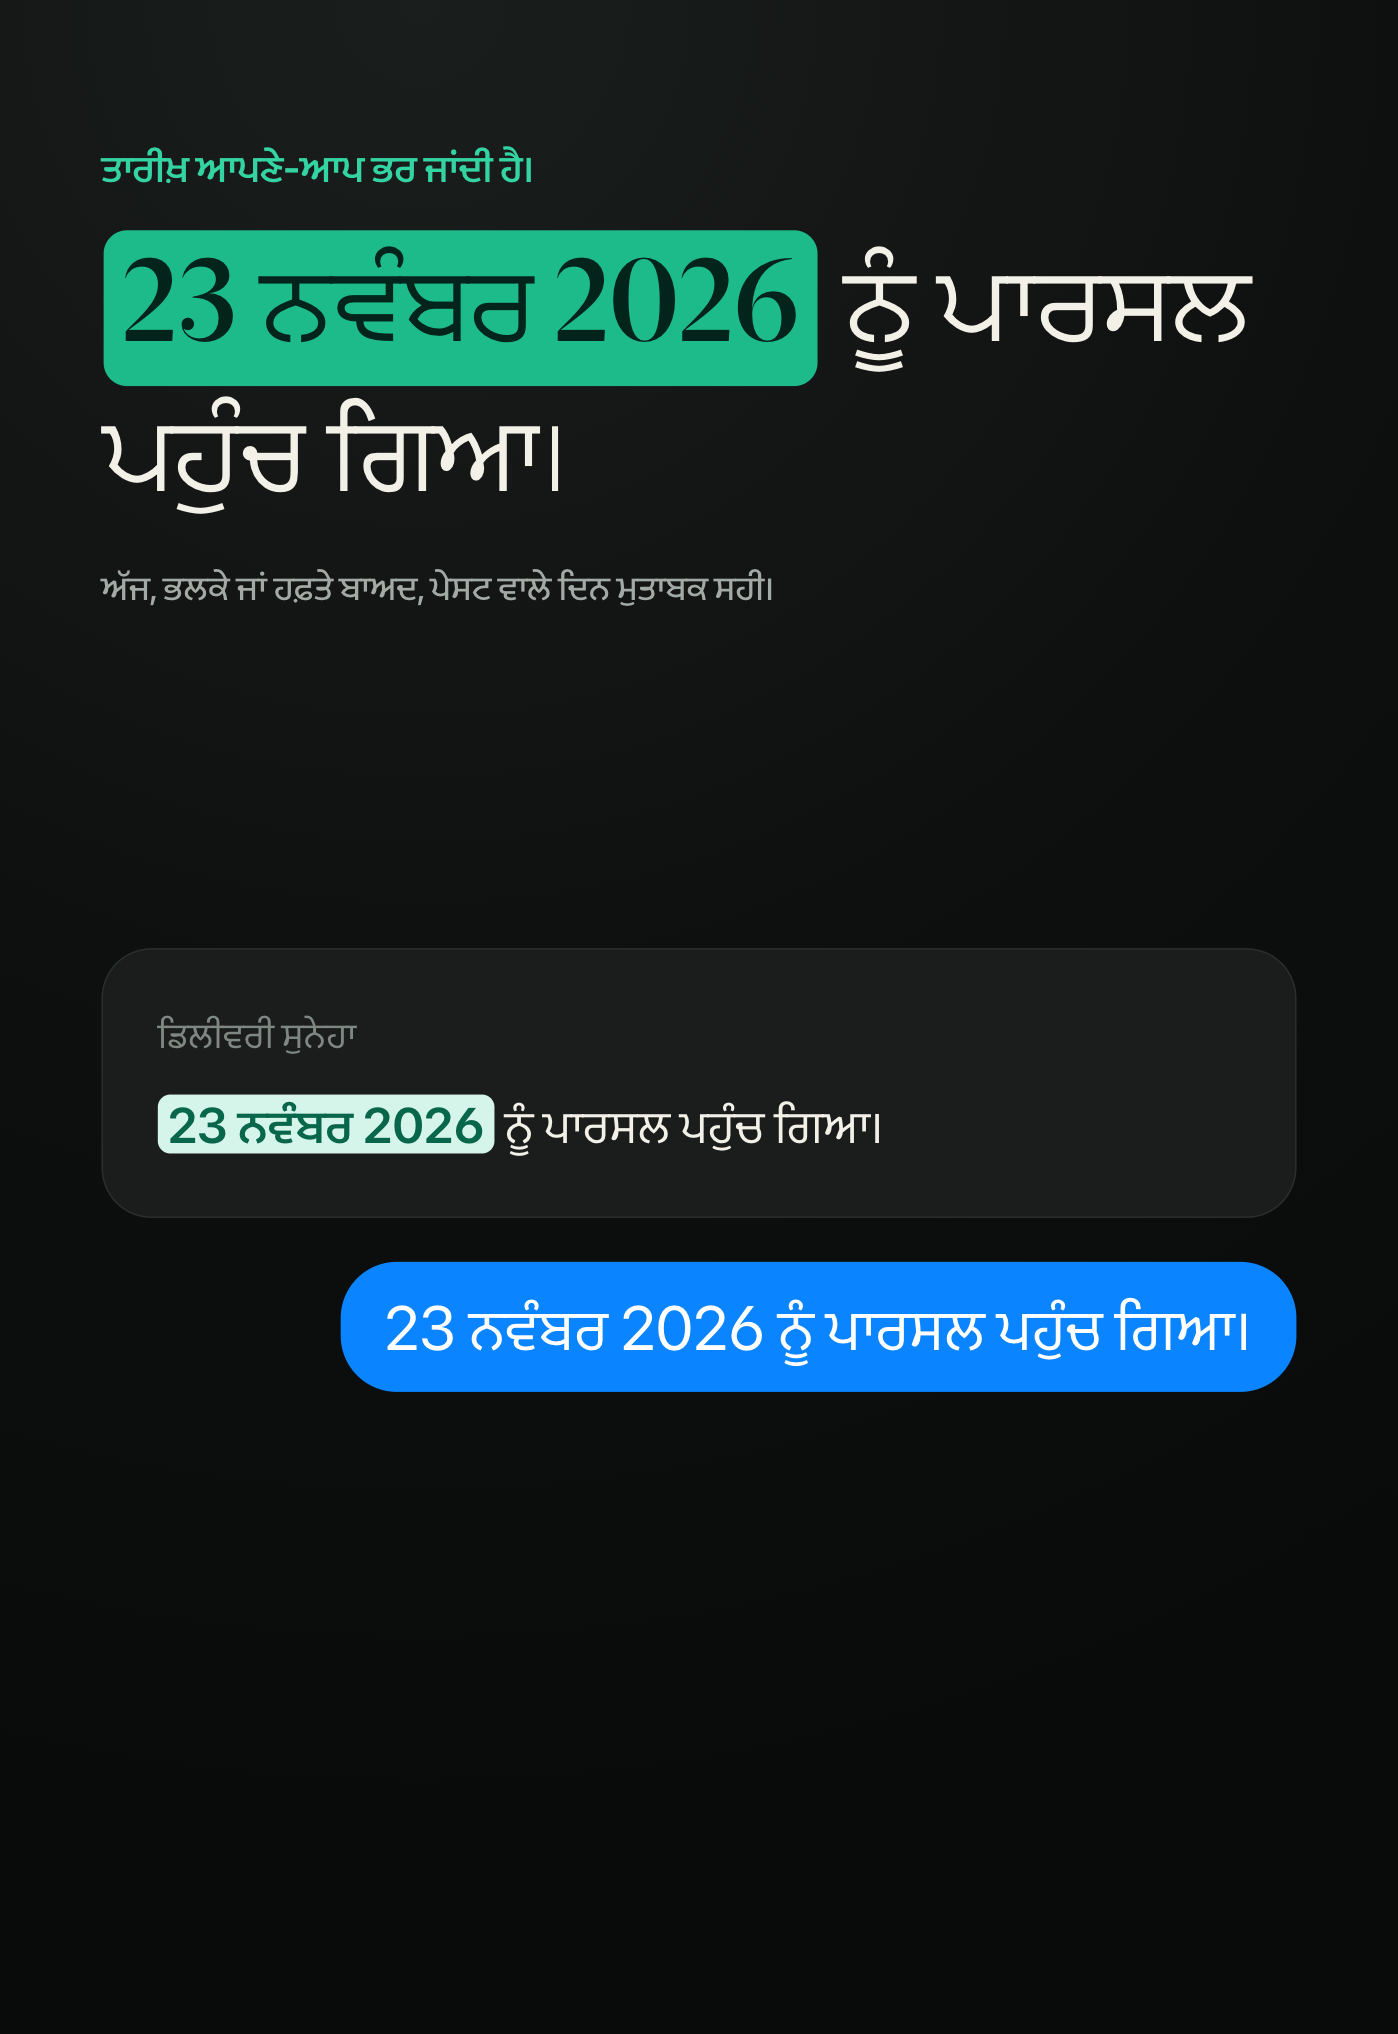 ਤਾਰੀਖ਼ ਆਪਣੇ-ਆਪ ਭਰ ਜਾਂਦੀ ਹੈ।
23 ਨਵੰਬਰ 2026 ਨੂੰ ਪਾਰਸਲ
ਪਹੁੰਚ ਗਿਆ।
ਅੱਜ, ਭਲਕੇ ਜਾਂ ਹਫ਼ਤੇ ਬਾਅਦ, ਪੇਸਟ ਵਾਲੇ ਦਿਨ ਮੁਤਾਬਕ ਸਹੀ।
ਡਿਲੀਵਰੀ ਸੁਨੇਹਾ
23 ਨਵੰਬਰ 2026 ਨੂੰ ਪਾਰਸਲ ਪਹੁੰਚ ਗਿਆ।
23 ਨਵੰਬਰ 2026 ਨੂੰ ਪਾਰਸਲ ਪਹੁੰਚ ਗਿਆ।